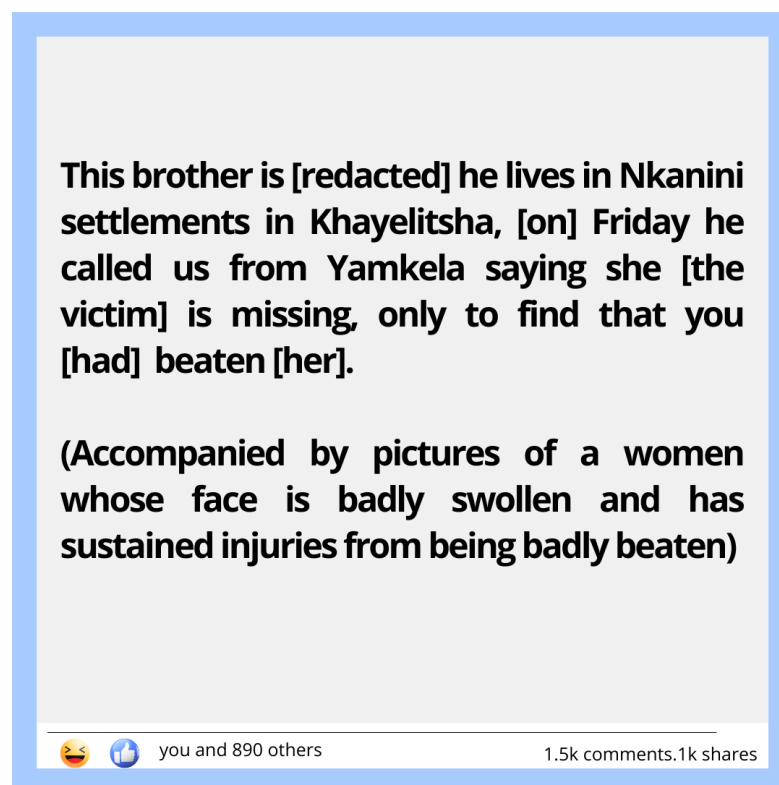 This brother is [redacted] he lives in Nkanini
settlements in Khayelitsha, [on] Friday he
called us from Yamkela saying she [the
victim] is missing, only to find that you
[had] beaten [her].
(Accompanied by pictures of a women
whose face is badly swollen and has
sustained injuries from being badly beaten)
you and 890 others
1.5k comments.1k shares